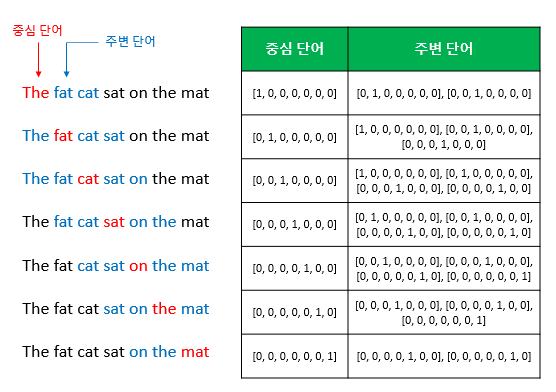 중심 단어
주변 단어
The fat cat sat on the mat
The fat cat sat on the mat
The fat cat sat on the mat
The fat cat sat on the mat
The fat cat sat on the mat
The fat cat sat on the mat
The fat cat sat on the mat
중심 단어 주변 단어
[1, 0, 0, 0, 0, 0, 0] [0, 1, 0, 0, 0, 0, 0], [0, 0, 1, 0, 0, 0, 0]
[0, 1, 0, 0, 0, 0, 0] [1, 0, 0, 0, 0, 0, 0], [0, 0, 1, 0, 0, 0, 0],
[0, 0, 0, 1, 0, 0, 0]
[0, 0, 1, 0, 0, 0, 0] [1, 0, 0, 0, 0, 0, 0], [0, 1, 0, 0, 0, 0, 0],
[0, 0, 0, 1, 0, 0, 0], [0, 0, 0, 0, 1, 0, 0]
[0, 0, 0, 1, 0, 0, 0] [0, 1, 0, 0, 0, 0, 0], [0, 0, 1, 0, 0, 0, 0],
[0, 0, 0, 0, 1, 0, 0], [0, 0, 0, 0, 0, 1, 0]
[0, 0, 0, 0, 1, 0, 0] [0, 0, 1, 0, 0, 0, 0], [0, 0, 0, 1, 0, 0, 0],
[0, 0, 0, 0, 0, 1, 0], [0, 0, 0, 0, 0, 0, 1]
[0, 0, 0, 0, 0, 1, 0] [0, 0, 0, 1, 0, 0, 0], [0, 0, 0, 0, 1, 0, 0],
[0, 0, 0, 0, 0, 0, 1]
[0, 0, 0, 0, 0, 0, 1] [0, 0, 0, 0, 1, 0, 0], [0, 0, 0, 0, 0, 1, 0]